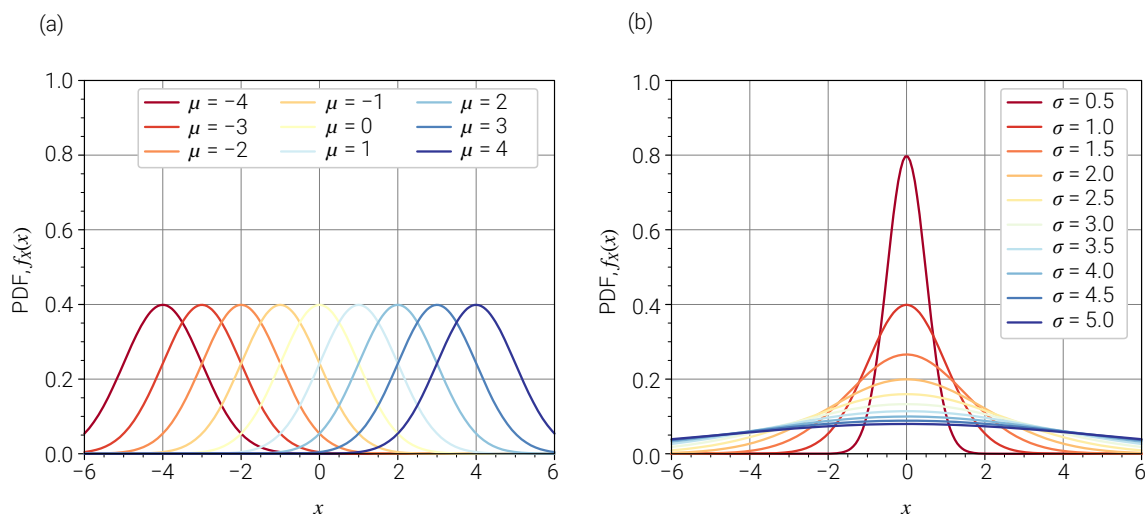 (a)
1.0
0.8
0.6
0.4
0.2
0.0
PDF, fX(x)
μ = −4
μ = −3
μ = −2
μ = −1
μ = 0
μ = 1
μ = 2
μ = 3
μ = 4
−6 −4 −2 0 2 4 6
x
(b)
1.0
0.8
0.6
0.4
0.2
0.0
PDF, fX(x)
σ = 0.5
σ = 1.0
σ = 1.5
σ = 2.0
σ = 2.5
σ = 3.0
σ = 3.5
σ = 4.0
σ = 4.5
σ = 5.0
−6 −4 −2 0 2 4 6
x